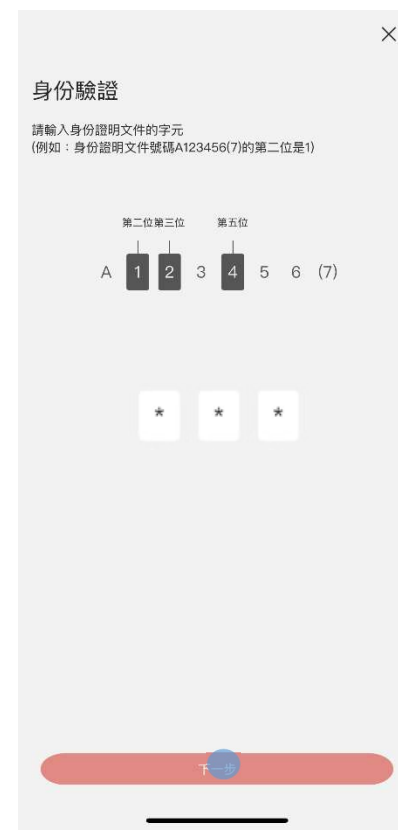 身份驗證
請輸入身份證明文件的字元
(例如：身份證明文件號碼A123456(7)的第二位是1)
第二位第三位 第五位
A 1 2 3 4 5 6 (7)
* * *
下一步